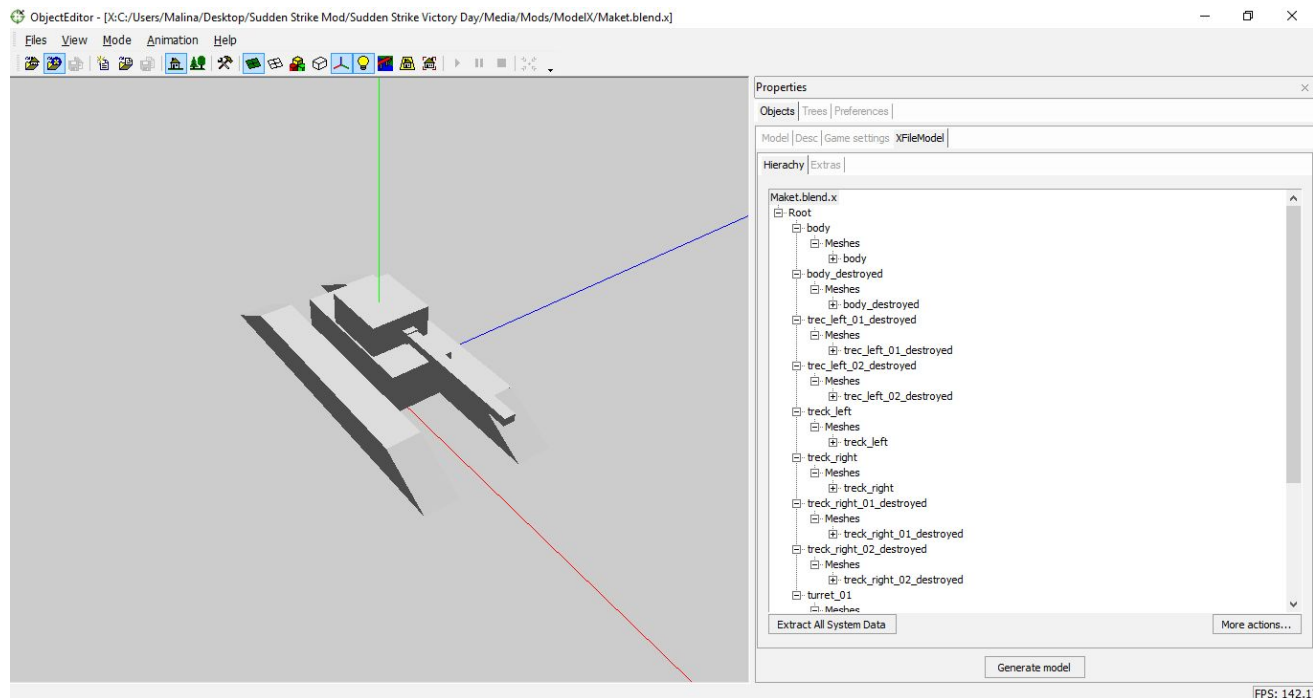 ObjectEditor - [X:C:/Users/Malina/Desktop/Sudden Strike Mod/Sudden Strike Victory Day/Media/Mods/ModelX/Maket.blend.x]
Files View Mode Animation Help
Properties
Objects Trees Preferences
Model Desc Game settings XFileModel
Hierachy Extras
Maket.blend.x
Root
body
Meshes
body
body_destroyed
Meshes
body_destroyed
trec_left_01_destroyed
Meshes
trec_left_01_destroyed
trec_left_02_destroyed
Meshes
trec_left_02_destroyed
treck_left
Meshes
treck_left
treck_right
Meshes
treck_right
treck_right_01_destroyed
Meshes
treck_right_01_destroyed
treck_right_02_destroyed
Meshes
treck_right_02_destroyed
turret_01
Meshes
Extract All System Data More actions...
Generate model
FPS: 142.1